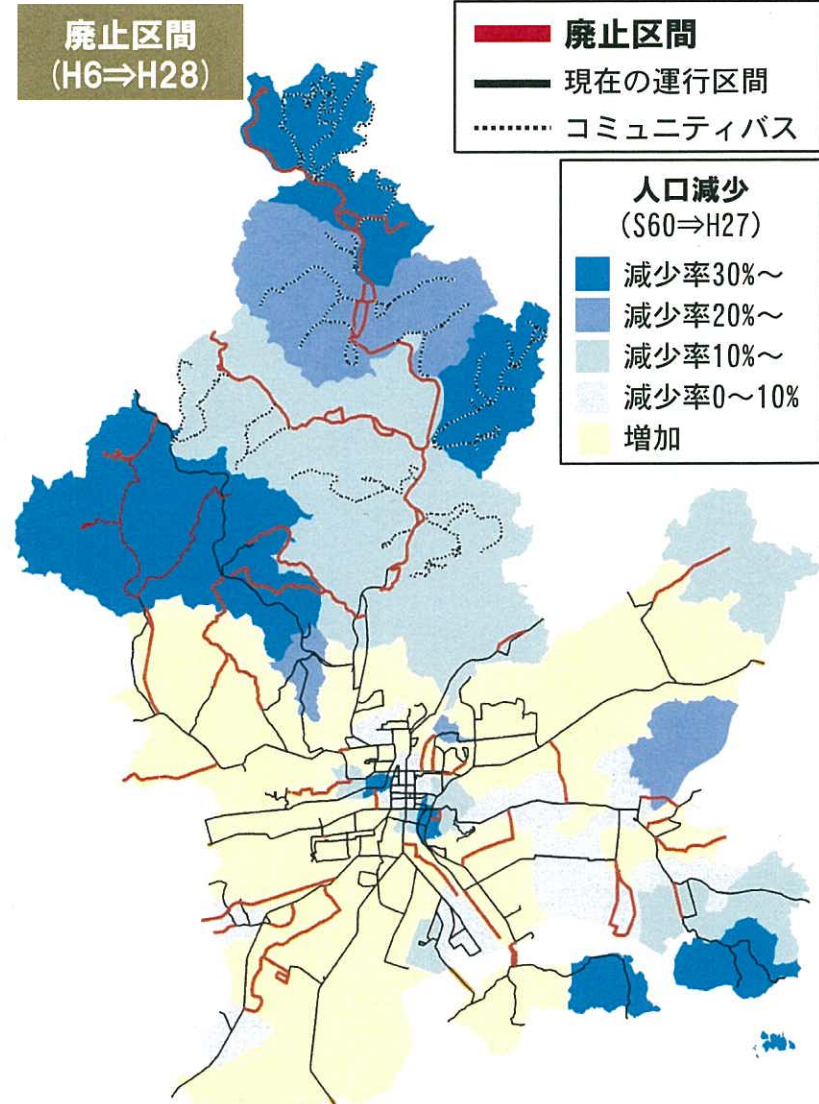 廃止区間
(H6⇒H28)
廃止区間
現在の運行区間
コミュニティバス
人口減少
(S60⇒H27)
減少率30%～
減少率20%～
減少率10%～
減少率0～10%
増加